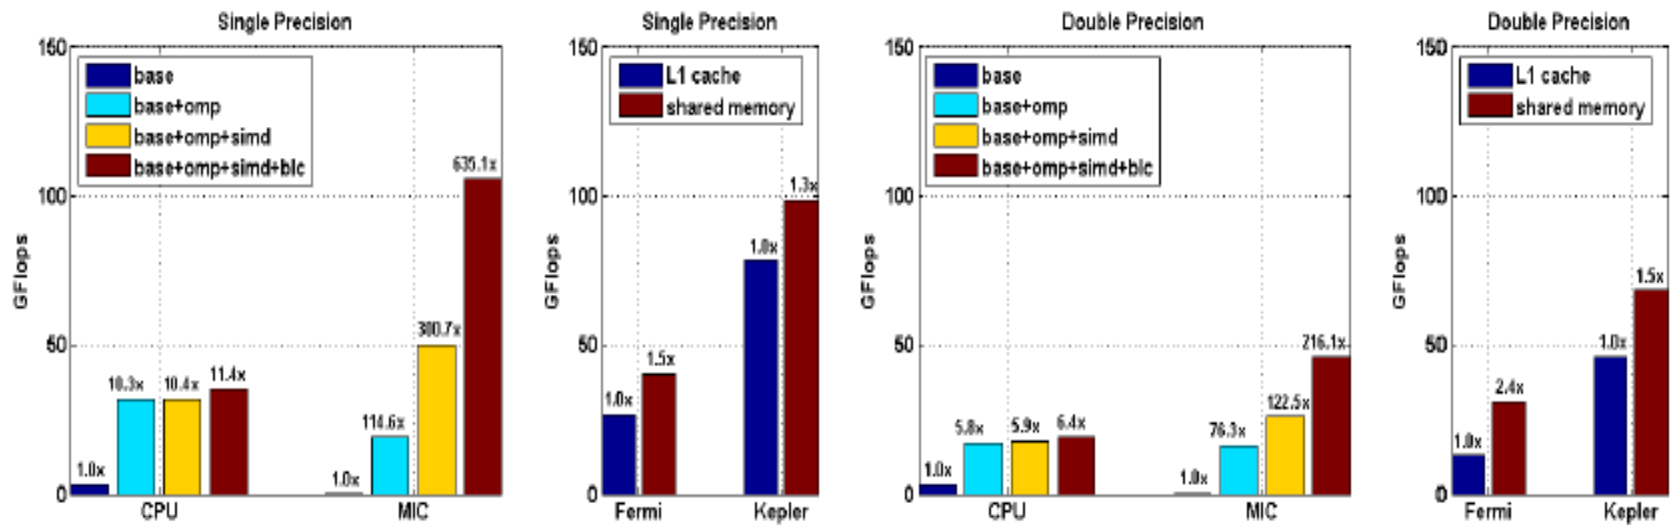 Single Precision
150
100
50
0
GFlops
base
base+omp
base+omp+simd
base+omp+simd+blc
1.0x
10.3x
10.4x
11.4x
1.0x
114.6x
300.7x
635.1x
CPU
MIC
Single Precision
150
100
50
0
GFlops
L1 cache
shared memory
1.0x
1.5x
1.0x
1.3x
Fermi
Kepler
Double Precision
150
100
50
0
GFlops
base
base+omp
base+omp+simd
base+omp+simd+blc
1.0x
5.8x
5.9x
6.4x
1.0x
76.3x
122.5x
216.1x
CPU
MIC
Double Precision
150
100
50
0
GFlops
L1 cache
shared memory
1.0x
2.4x
1.0x
1.5x
Fermi
Kepler